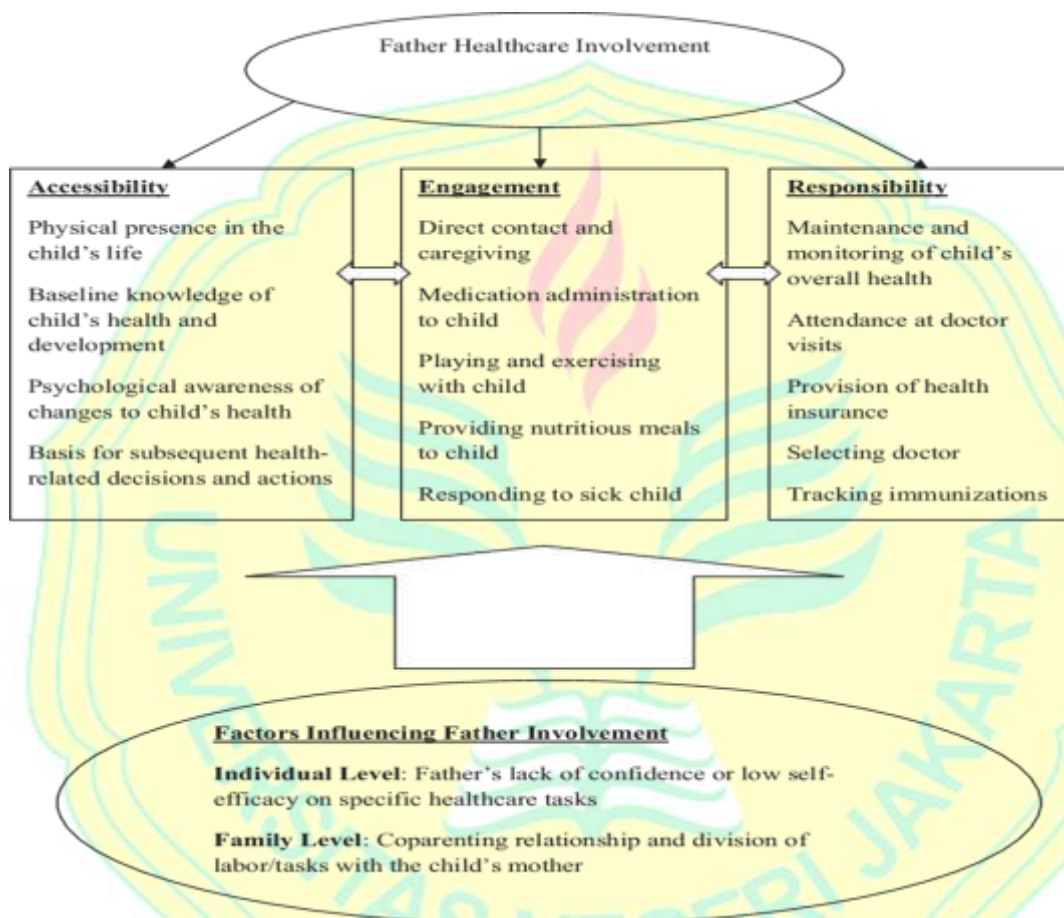 Father Healthcare Involvement
Accessibility
Physical presence in the
child's life
Baseline knowledge of
child's health and
development
Psychological awareness of
changes to child's health
Basis for subsequent health-
related decisions and actions
Engagement
Direct contact and
caregiving
Medication administration
to child
Playing and exercising
with child
Providing nutritious meals
to child
Responding to sick child
Responsibility
Maintenance and
monitoring of child's
overall health
Attendance at doctor
visits
Provision of health
insurance
Selecting doctor
Tracking immunizations
Factors Influencing Father Involvement
Individual Level: Father's lack of confidence or low self-
efficacy on specific healthcare tasks
Family Level: Coparenting relationship and division of
labor/tasks with the child's mother
UNIVERSITAS NEGERI JAKARTA